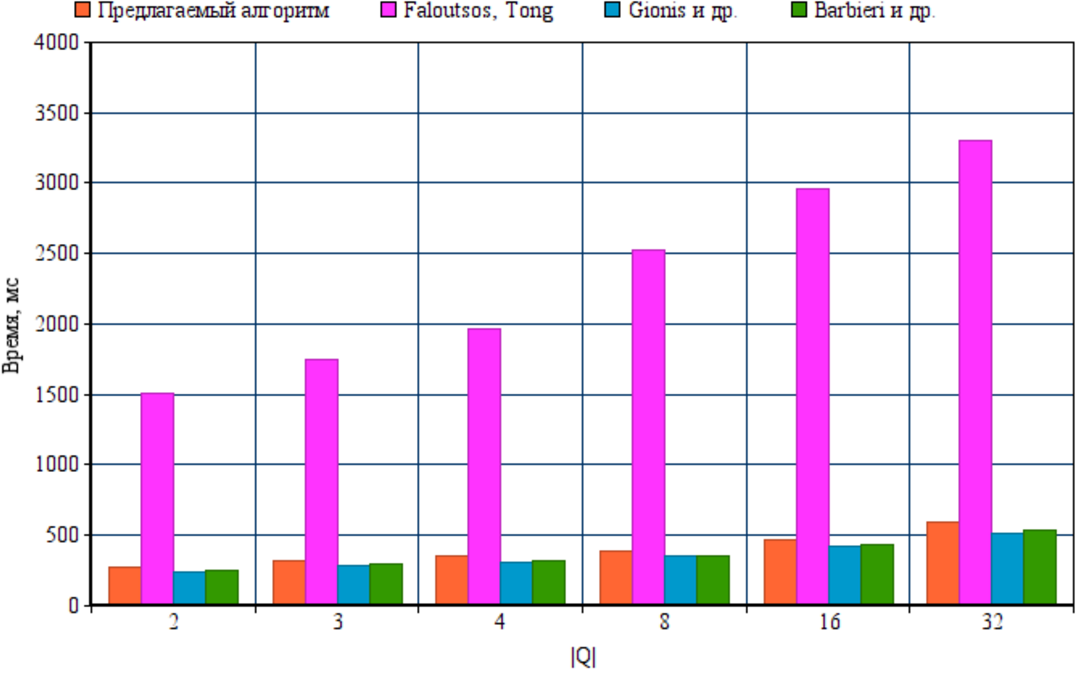 Предлагаемый алгоритм Faloutsos, Tong Gionis и др. Barbieri и др.
4000
3500
3000
2500
2000
1500
1000
500
0
Время, мс
2 3 4 8 16 32
|Q|